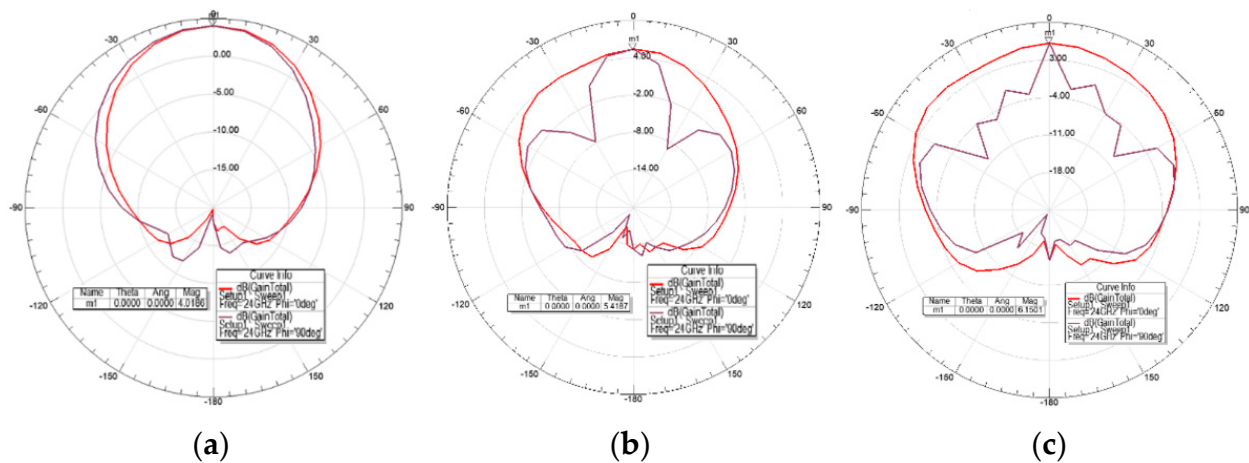 0
-30
30
-60
60
-90
90
-120
120
-150
150
-180
m1
0.00
-5.00
-10.00
-15.00
Name Theta Ang Mag
m1 0.0000 0.0000 4.0186
Curve Info
dB(GainTotal)
Setup1 : Sweep1
Freq='24GHz' Phi='0deg'
dB(GainTotal)
Setup1 : Sweep1
Freq='24GHz' Phi='90deg'
(a)
0
-30
30
-60
60
-90
90
-120
120
-150
150
-180
m1
4.00
-2.00
-8.00
-14.00
Name Theta Ang Mag
m1 0.0000 0.0000 5.4187
Curve Info
dB(GainTotal)
Setup1 : Sweep1
Freq='24GHz' Phi='0deg'
dB(GainTotal)
Setup1 : Sweep1
Freq='24GHz' Phi='90deg'
(b)
0
-30
30
-60
60
-90
90
-120
120
-150
150
-180
m1
3.00
-4.00
-11.00
-18.00
Name Theta Ang Mag
m1 0.0000 0.0000 6.1501
Curve Info
dB(GainTotal)
Setup1 : Sweep1
Freq='24GHz' Phi='0deg'
dB(GainTotal)
Setup1 : Sweep1
Freq='24GHz' Phi='90deg'
(c)